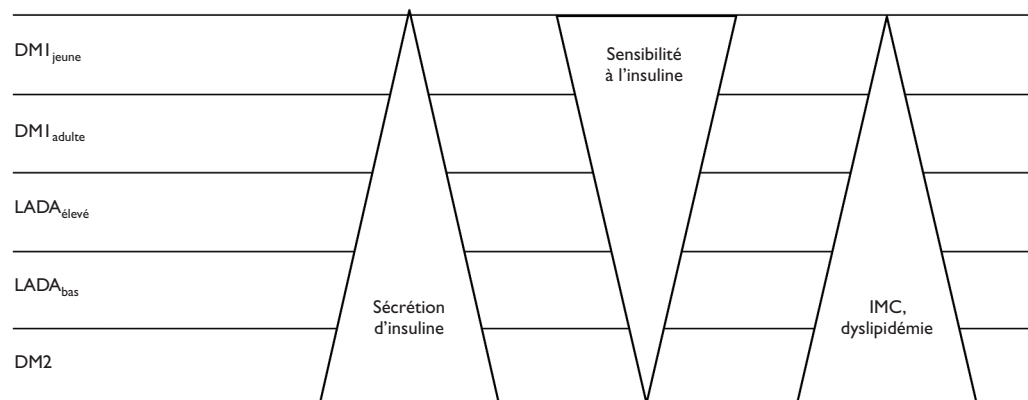 DM1jeune
Sensibilité
à l’insuline
DM1adulte
LADAélevé
LADAbas
Sécrétion
d’insuline
IMC,
dyslipidémie
DM2